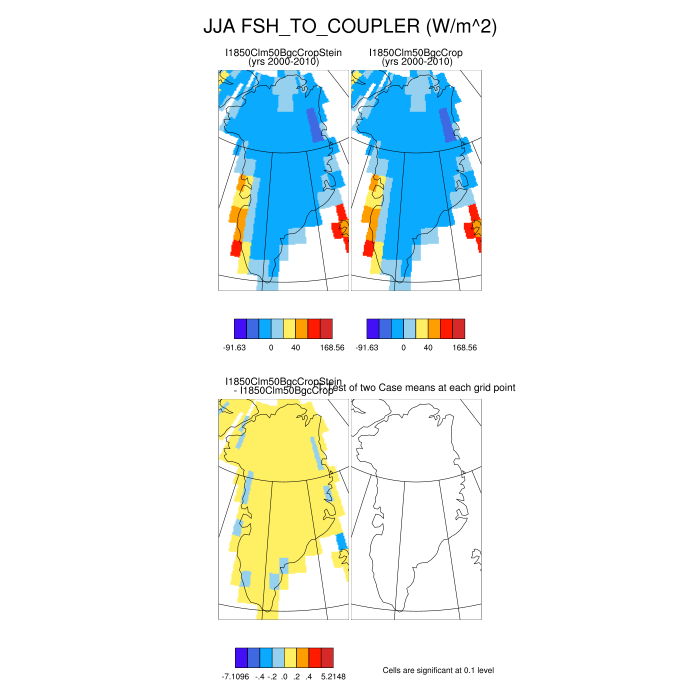 JJA FSH_TO_COUPLER (W/m^2)
I1850Clm50BgcCropStein
(yrs 2000-2010)
I1850Clm50BgcCrop
(yrs 2000-2010)
-91.63 0 40 168.56
-91.63 0 40 168.56
I1850Clm50BgcCropStein
- I1850Clm50BgcCrop
Test of two Case means at each grid point
-7.1096 -.4 -.2 .0 .2 .4 5.2148
Cells are significant at 0.1 level